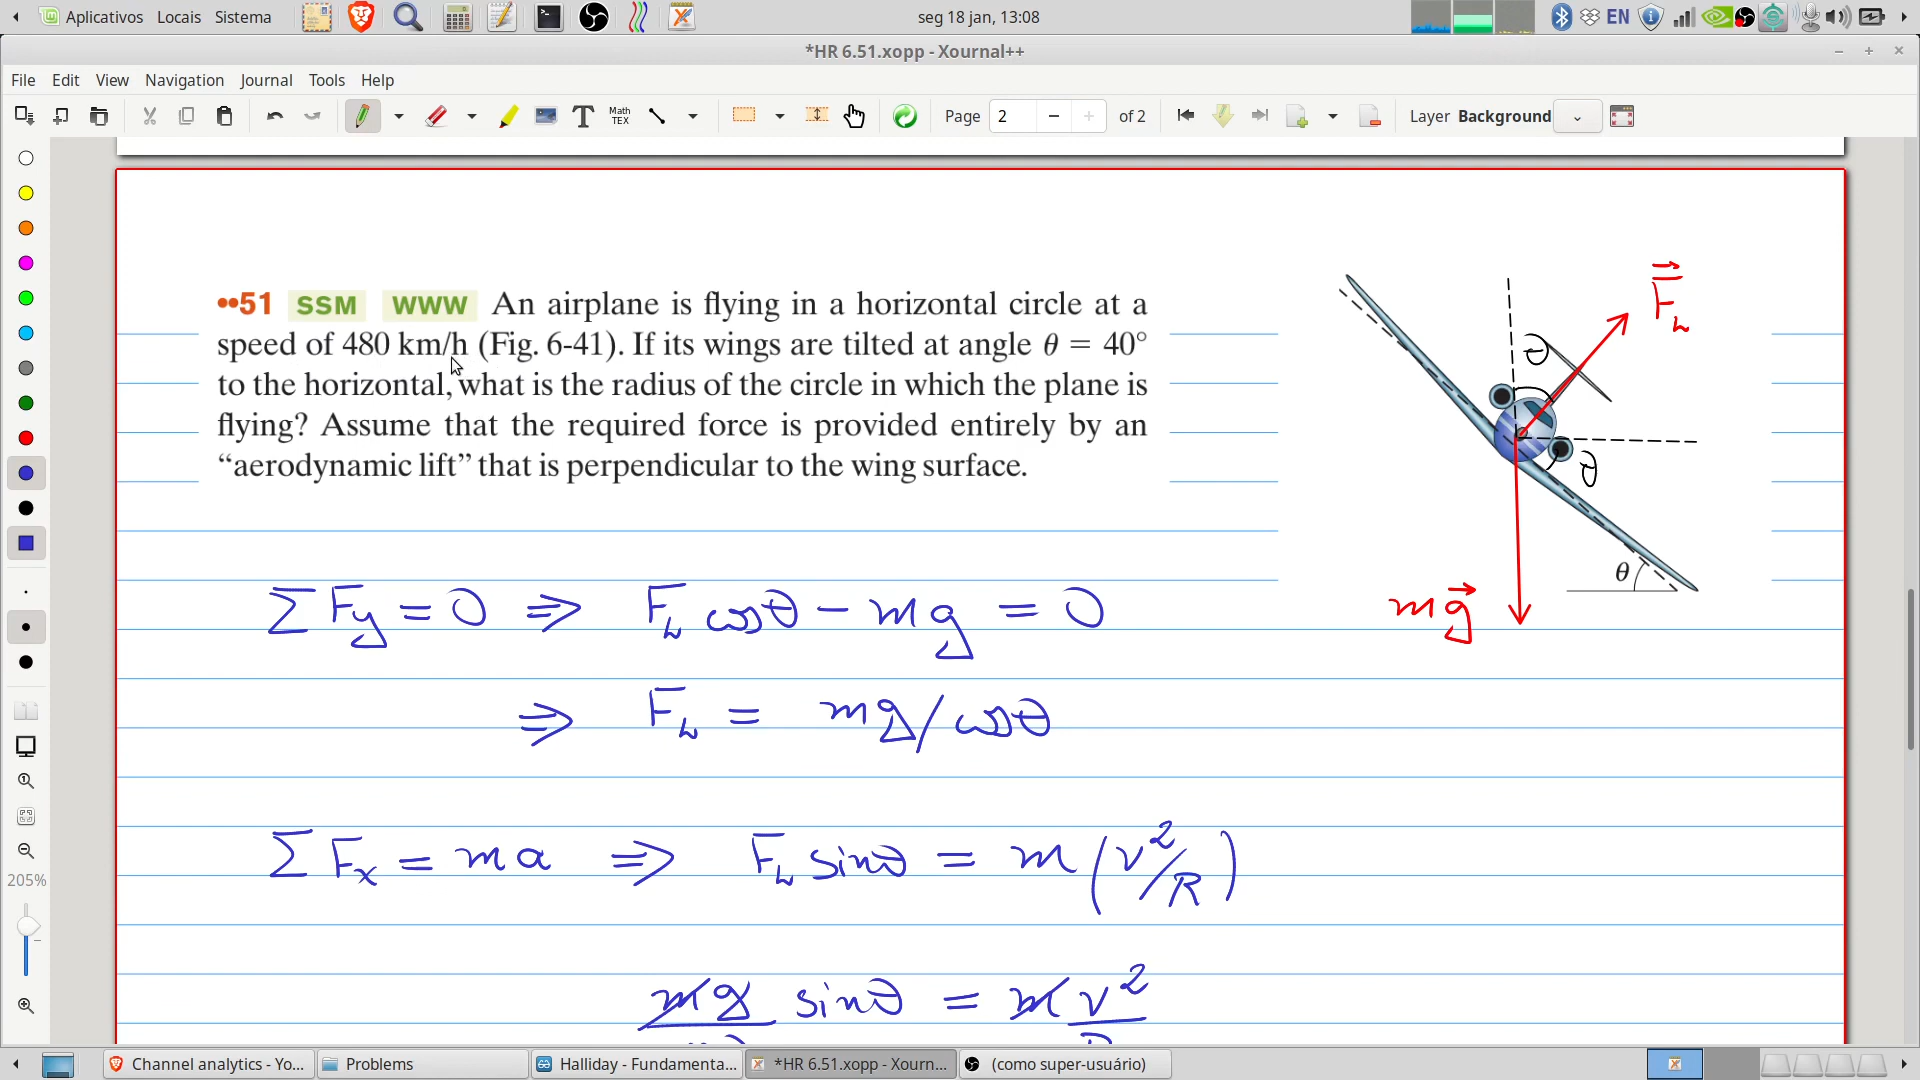 Aplicativos Locais Sistema seg 18 jan, 13:08 EN
*HR 6.51.xopp - Xournal++
File Edit View Navigation Journal Tools Help
Math TEX Page 2 of 2 Layer Background
••51 SSM WWW An airplane is flying in a horizontal circle at a
speed of 480 km/h (Fig. 6-41). If its wings are tilted at angle θ = 40°
to the horizontal, what is the radius of the circle in which the plane is
flying? Assume that the required force is provided entirely by an
“aerodynamic lift” that is perpendicular to the wing surface.
F⃗_L
θ
θ
θ
mg⃗
ΣFy = 0 ⇒ F_L cosθ − mg = 0
⇒ F_L = mg/cosθ
ΣFx = ma ⇒ F_L sinθ = m(v²/R)
mg sinθ = mv²
205%
Channel analytics - Yo... Problems Halliday - Fundamenta... *HR 6.51.xopp - Xourn... (como super-usuário)